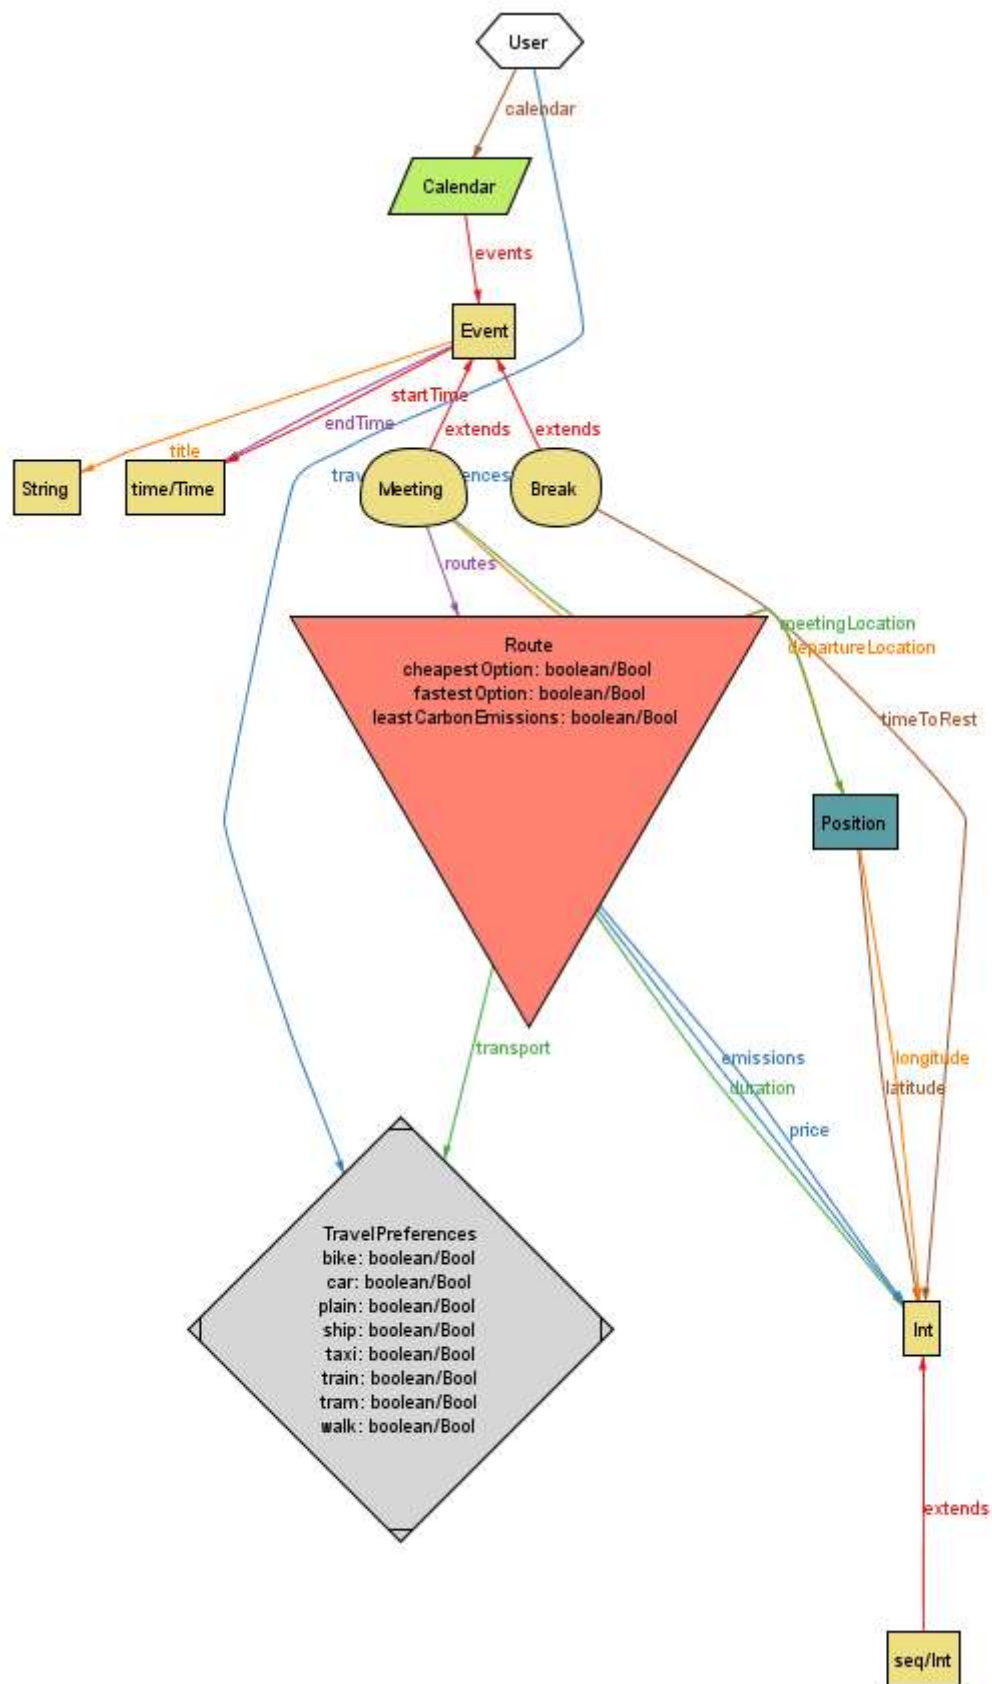 User
calendar
Calendar
events
Event
startTime
endTime
extends
extends
title
String
time/Time
trav
Meeting
ences
Break
routes
meetingLocation
departureLocation
Route
cheapestOption: boolean/Bool
fastestOption: boolean/Bool
leastCarbonEmissions: boolean/Bool
timeToRest
Position
transport
emissions
longitude
duration
latitude
price
TravelPreferences
bike: boolean/Bool
car: boolean/Bool
plain: boolean/Bool
ship: boolean/Bool
taxi: boolean/Bool
train: boolean/Bool
tram: boolean/Bool
walk: boolean/Bool
Int
extends
seq/Int